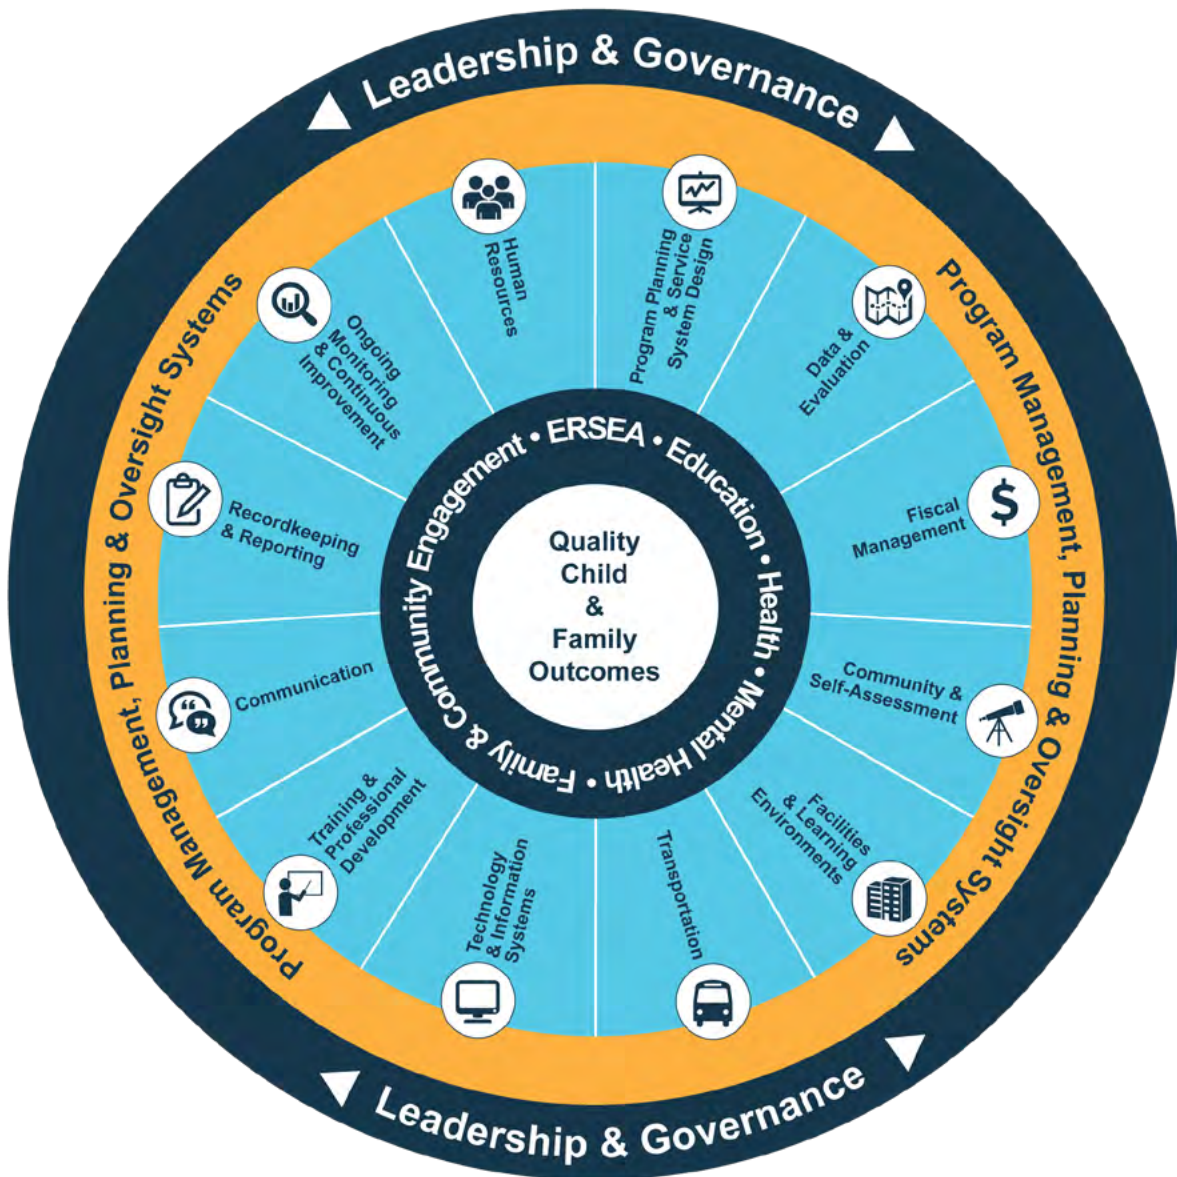 Leadership & Governance
Program Management, Planning & Oversight Systems
Program Management, Planning & Oversight Systems
Program Planning
& Service
System Design
Data &
Evaluation
Fiscal
Management
$
Community &
Self-Assessment
Facilities
& Learning
Environments
Transportation
Technology
& Information
Systems
Training &
Professional
Development
Communication
Recordkeeping
& Reporting
Ongoing
Monitoring
& Continuous
Improvement
Human
Resources
ERSEA • Education • Health • Mental Health • Family & Community Engagement •
Quality
Child
&
Family
Outcomes
Leadership & Governance